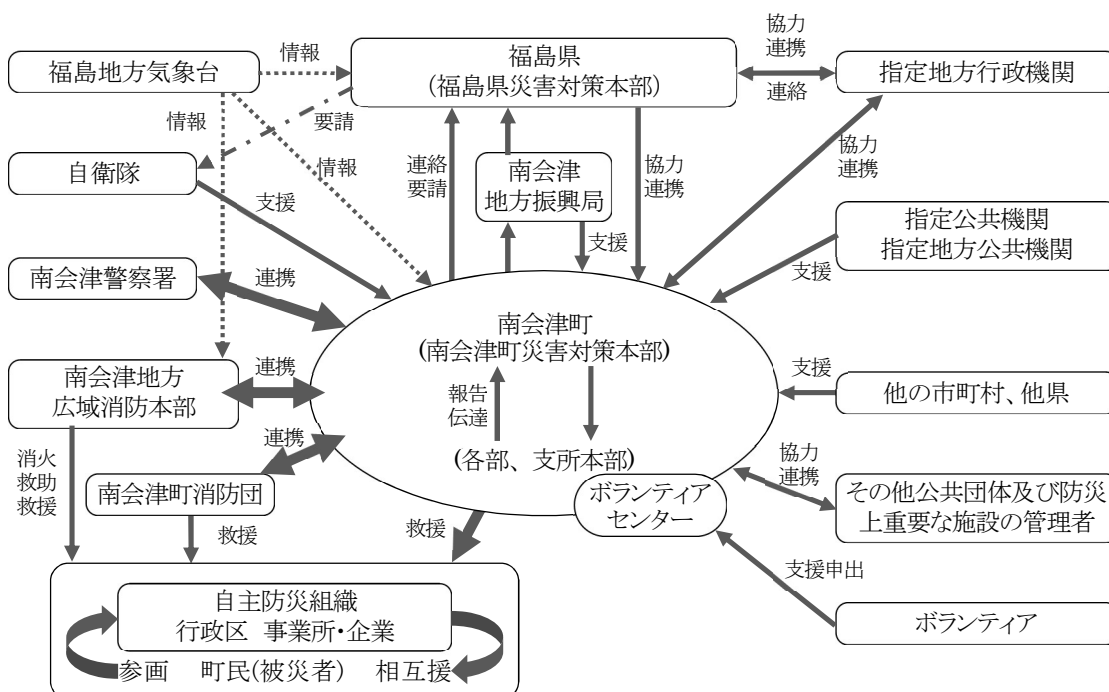 福島地方気象台
情報
福島県
(福島県災害対策本部)
協力
連携
連絡
指定地方行政機関
情報
要請
自衛隊
支援
情報
連絡
要請
南会津
地方振興局
支援
協力
連携
協力
連携
指定公共機関
指定地方公共機関
支援
南会津警察署
連携
南会津町
(南会津町災害対策本部)
報告
伝達
(各部、支所本部)
ボランティア
センター
南会津地方
広域消防本部
連携
支援
他の市町村、他県
消火
救助
救援
連携
南会津町消防団
救援
救援
協力
連携
その他公共団体及び防災
上重要な施設の管理者
支援申出
ボランティア
自主防災組織
行政区 事業所・企業
参画 町民(被災者) 相互援